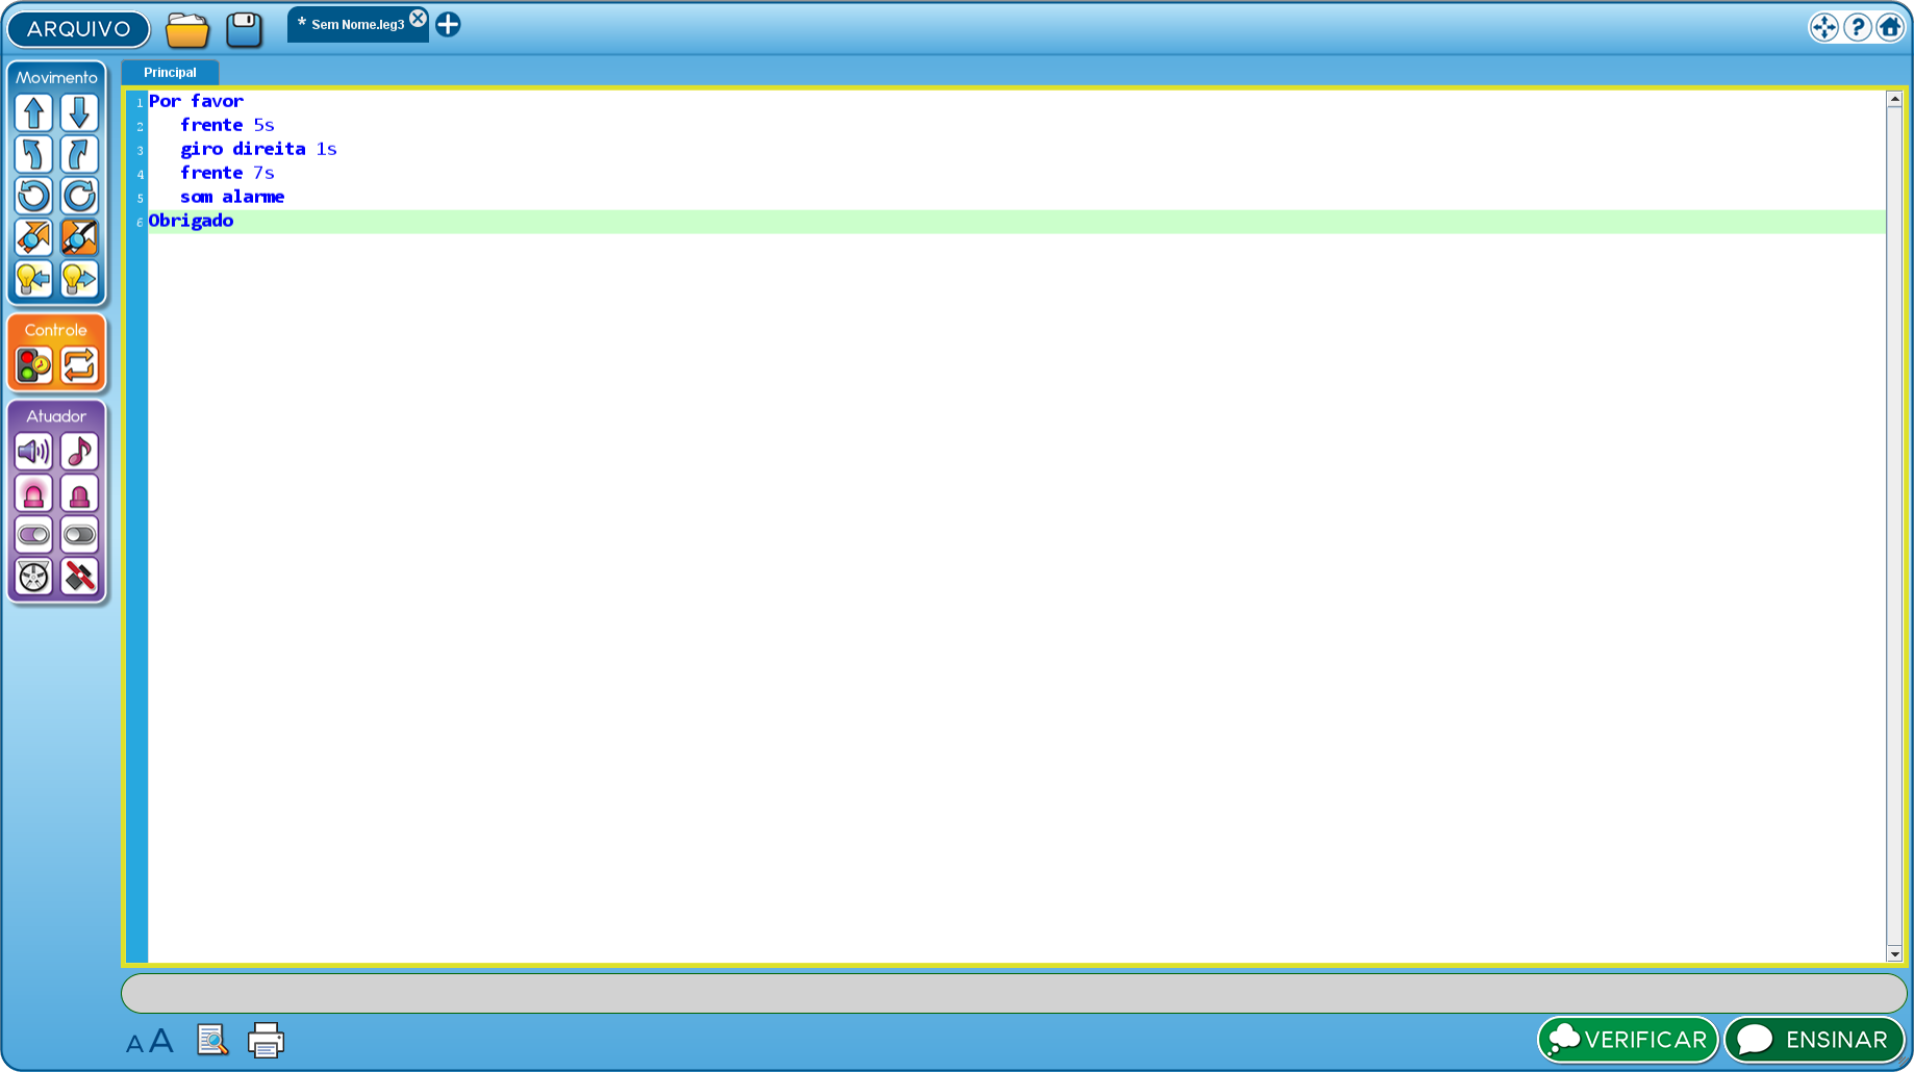 ARQUIVO
* Sem Nome.leg3
Movimento
Principal
1 Por favor
2 frente 5s
3 giro direita 1s
4 frente 7s
5 som alarme
6 Obrigado
Controle
Atuador
A A
VERIFICAR
ENSINAR